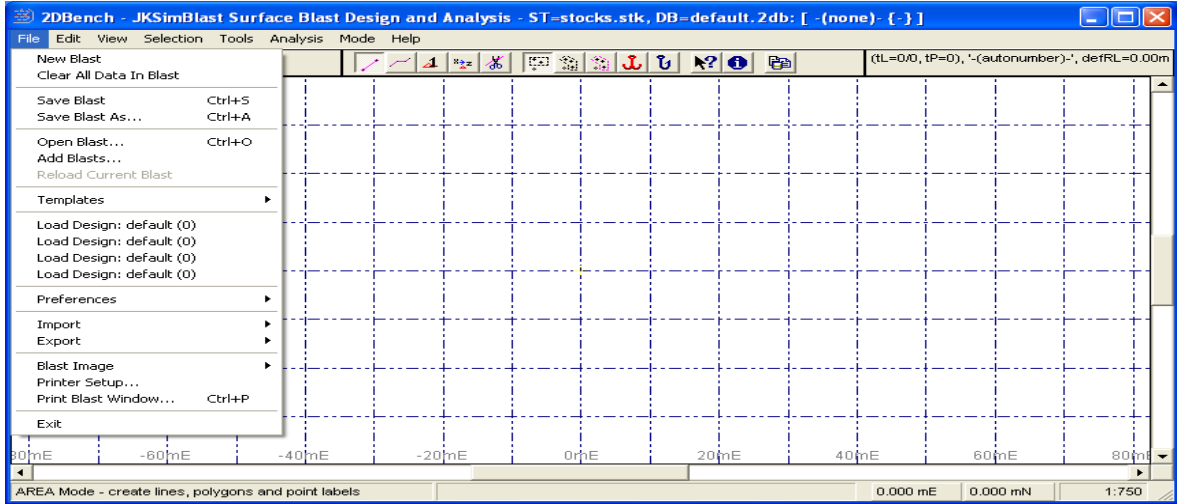 2DBench - JKSimBlast Surface Blast Design and Analysis - ST=stocks.stk, DB=default.2db: [ -(none)- {-} ]
File Edit View Selection Tools Analysis Mode Help
New Blast
Clear All Data In Blast
Save Blast Ctrl+S
Save Blast As... Ctrl+A
Open Blast... Ctrl+O
Add Blasts...
Reload Current Blast
Templates
Load Design: default (0)
Load Design: default (0)
Load Design: default (0)
Load Design: default (0)
Preferences
Import
Export
Blast Image
Printer Setup...
Print Blast Window... Ctrl+P
Exit
(tL=0/0, tP=0), '-(autonumber)-', defRL=0.00m
80mE -60mE -40mE -20mE 0mE 20mE 40mE 60mE 80mE
AREA Mode - create lines, polygons and point labels 0.000 mE 0.000 mN 1:750